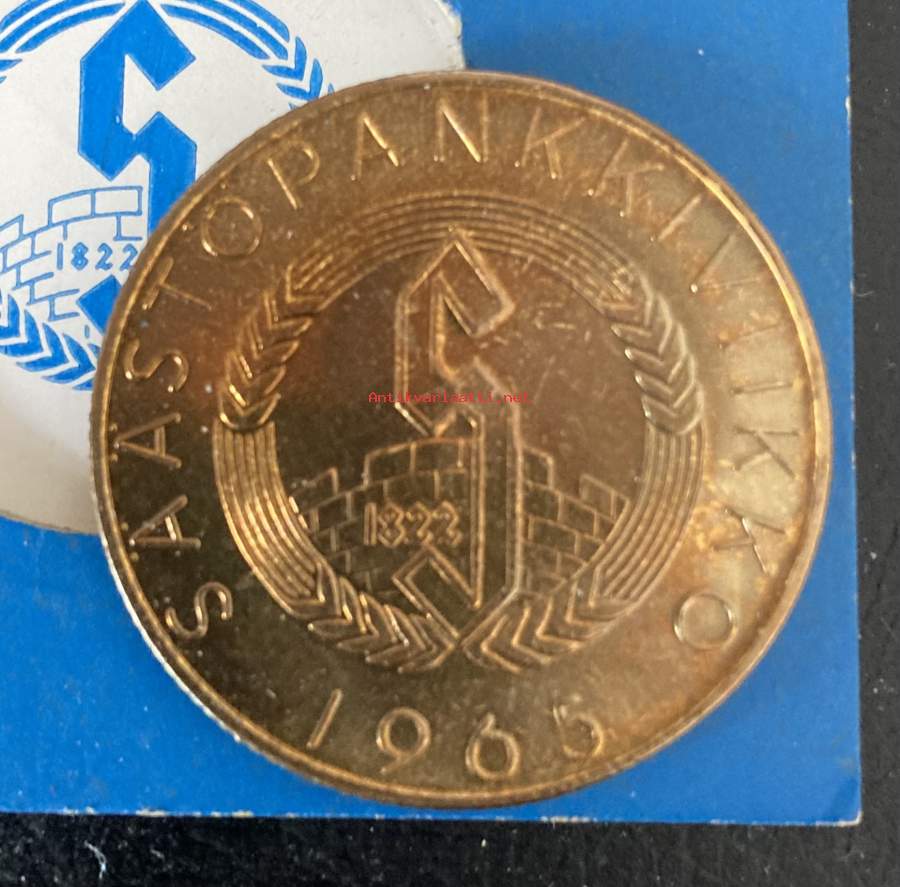 1822
SÄÄSTÖPANKKIVIIKKO
Antikvariaatti.net
1822
1965